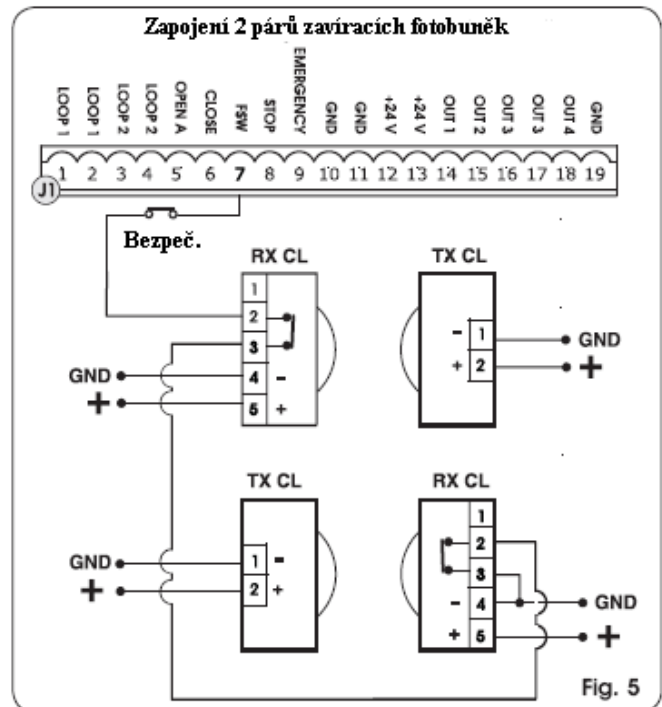 Zapojení 2 párů zavíracích fotobuněk
LOOP 1 LOOP 1 LOOP 2 LOOP 2 OPEN A CLOSE FSW STOP EMERGENCY GND GND +24 V +24 V OUT 1 OUT 2 OUT 3 OUT 3 OUT 4 GND
1 2 3 4 5 6 7 8 9 10 11 12 13 14 15 16 17 18 19
J1
Bezpeč.
RX CL
1
2
3
GND 4 -
+ 5 +
TX CL
- 1 GND
+ 2 +
TX CL
GND 1 -
+ 2 +
RX CL
1
2
3
- 4 GND
+ 5 +
Fig. 5